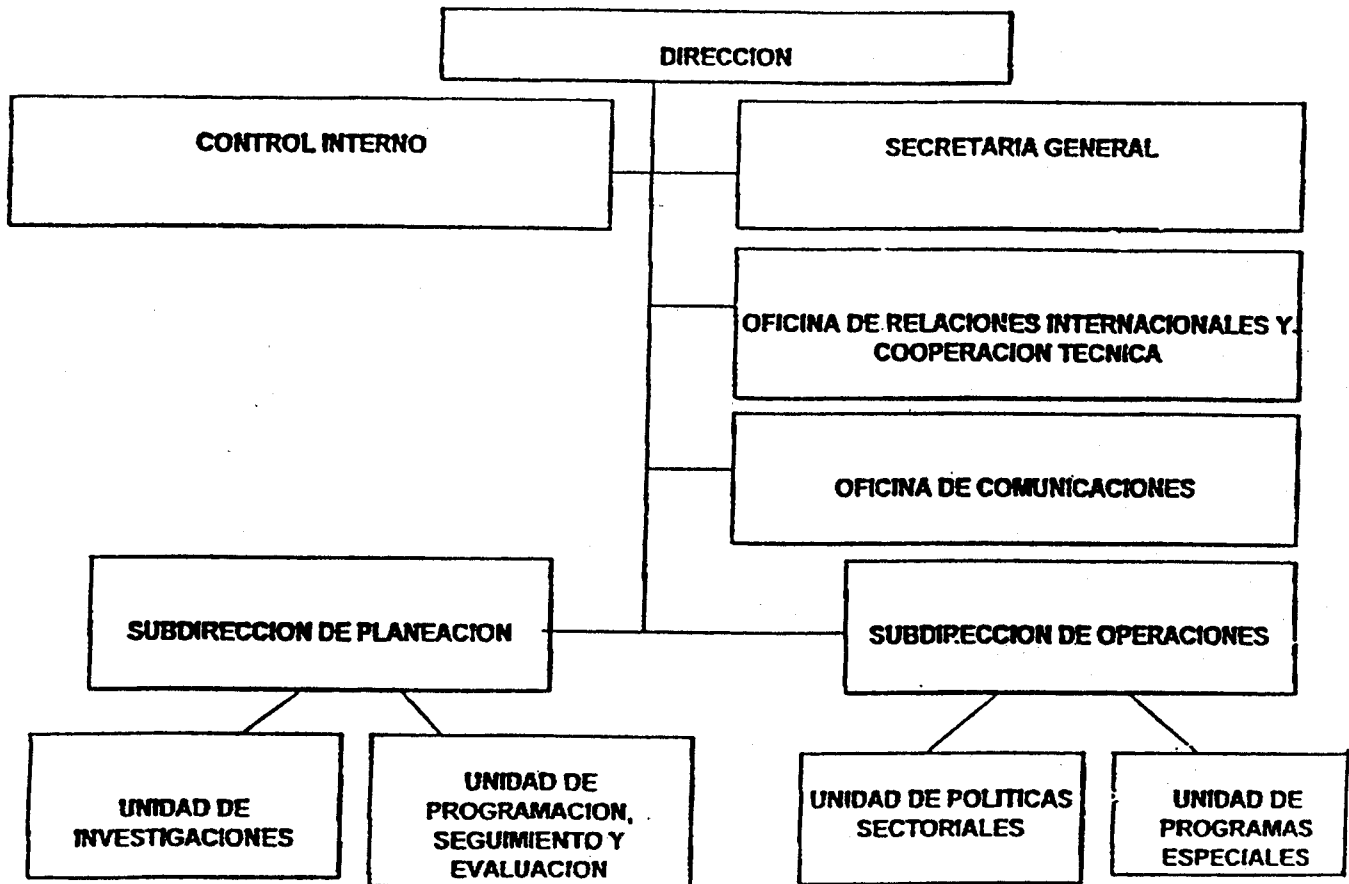 DIRECCION
CONTROL INTERNO
SECRETARIA GENERAL
OFICINA DE RELACIONES INTERNACIONALES Y
COOPERACION TECNICA
OFICINA DE COMUNICACIONES
SUBDIRECCION DE PLANEACION
SUBDIRECCION DE OPERACIONES
UNIDAD DE
INVESTIGACIONES
UNIDAD DE
PROGRAMACION,
SEGUIMIENTO Y
EVALUACION
UNIDAD DE POLITICAS
SECTORIALES
UNIDAD DE
PROGRAMAS
ESPECIALES